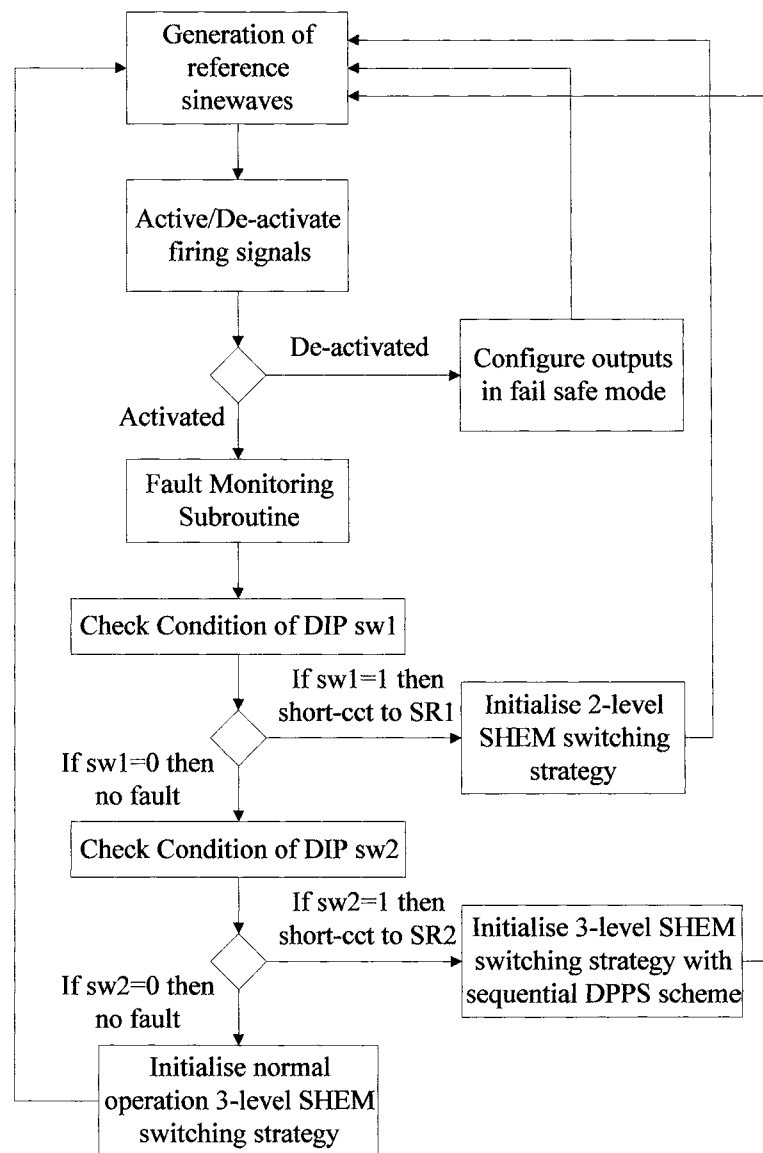 Generation of
reference
sinewaves
Active/De-activate
firing signals
De-activated
Configure outputs
in fail safe mode
Activated
Fault Monitoring
Subroutine
Check Condition of DIP sw1
If sw1=1 then
short-cct to SR1
Initialise 2-level
SHEM switching
strategy
If sw1=0 then
no fault
Check Condition of DIP sw2
If sw2=1 then
short-cct to SR2
Initialise 3-level SHEM
switching strategy with
sequential DPPS scheme
If sw2=0 then
no fault
Initialise normal
operation 3-level SHEM
switching strategy